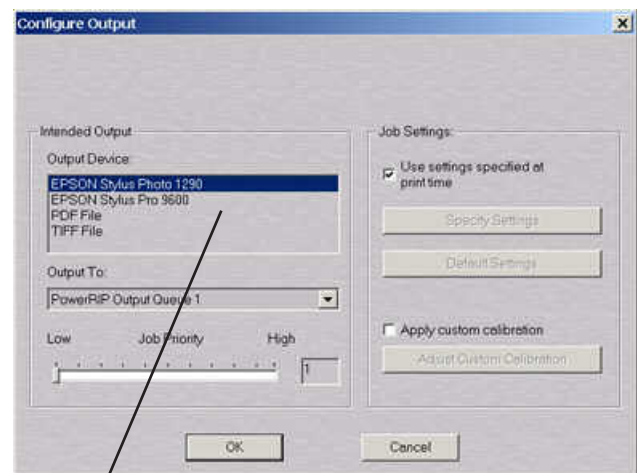 Configure Output
Intended Output
Output Device:
EPSON Stylus Photo 1290
EPSON Stylus Pro 9600
PDF File
TIFF File
Output To:
PowerRIP Output Queue 1
Low Job Priority High
1
Job Settings:
Use settings specified at
print time
Specify Settings
Default Settings
Apply custom calibration
Adjust Custom Calibration
OK
Cancel